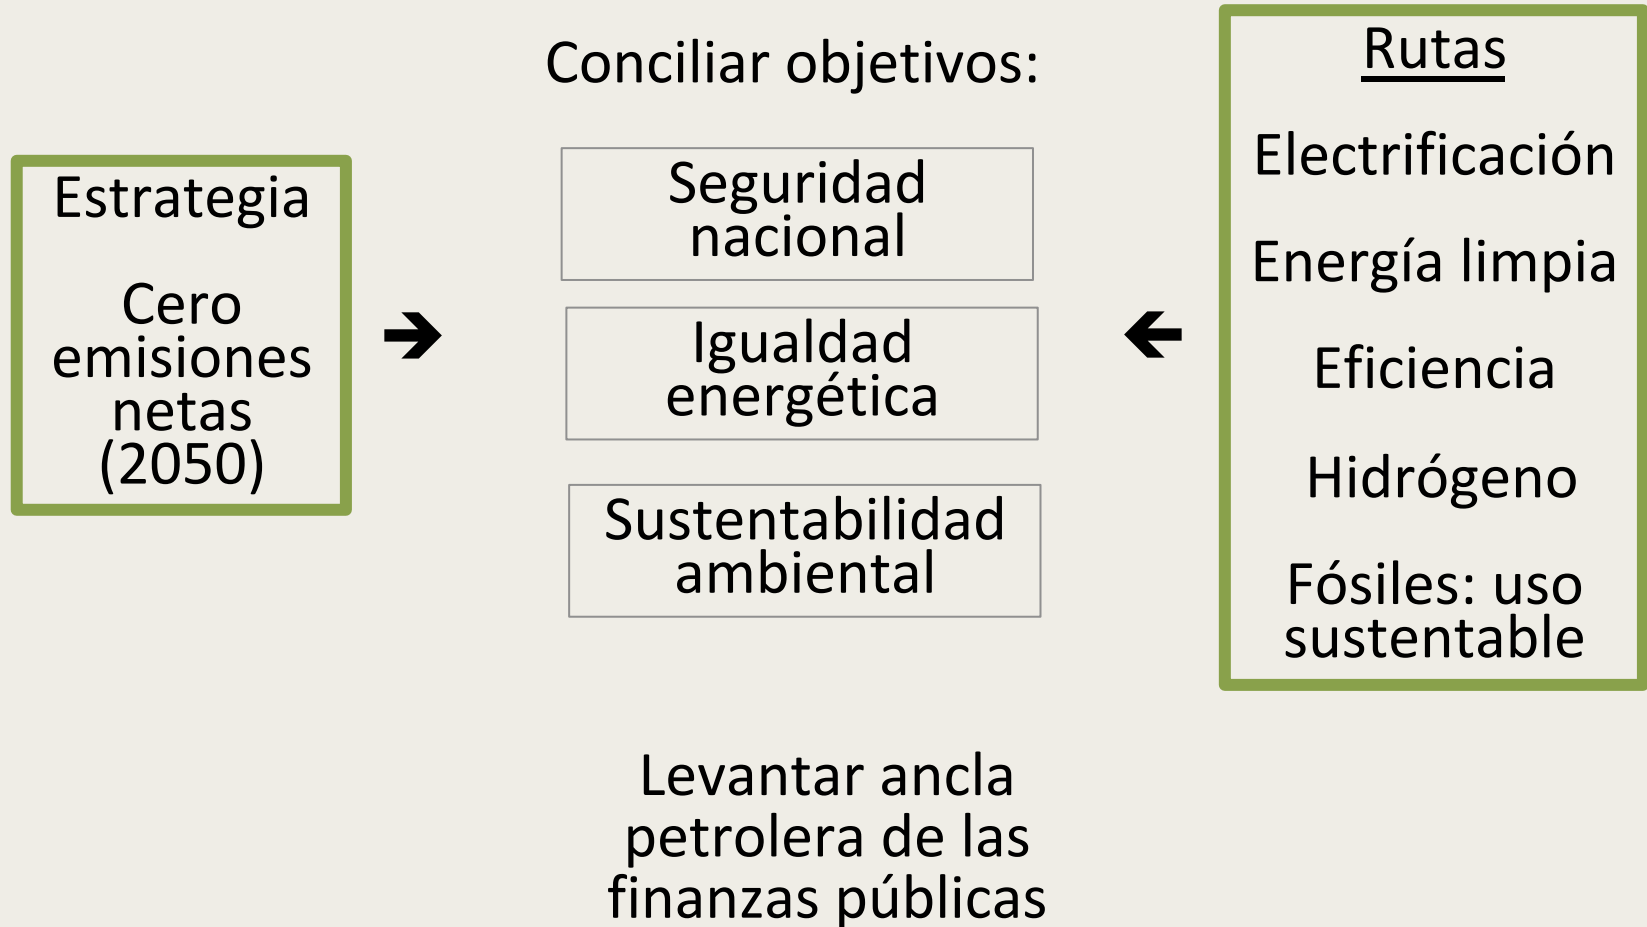 Estrategia
Cero
emisiones
netas
(2050)
➔
Conciliar objetivos:
Seguridad
nacional
Igualdad
energética
Sustentabilidad
ambiental
Levantar ancla
petrolera de las
finanzas públicas
Rutas
Electrificación
Energía limpia
Eficiencia
Hidrógeno
Fósiles: uso
sustentable